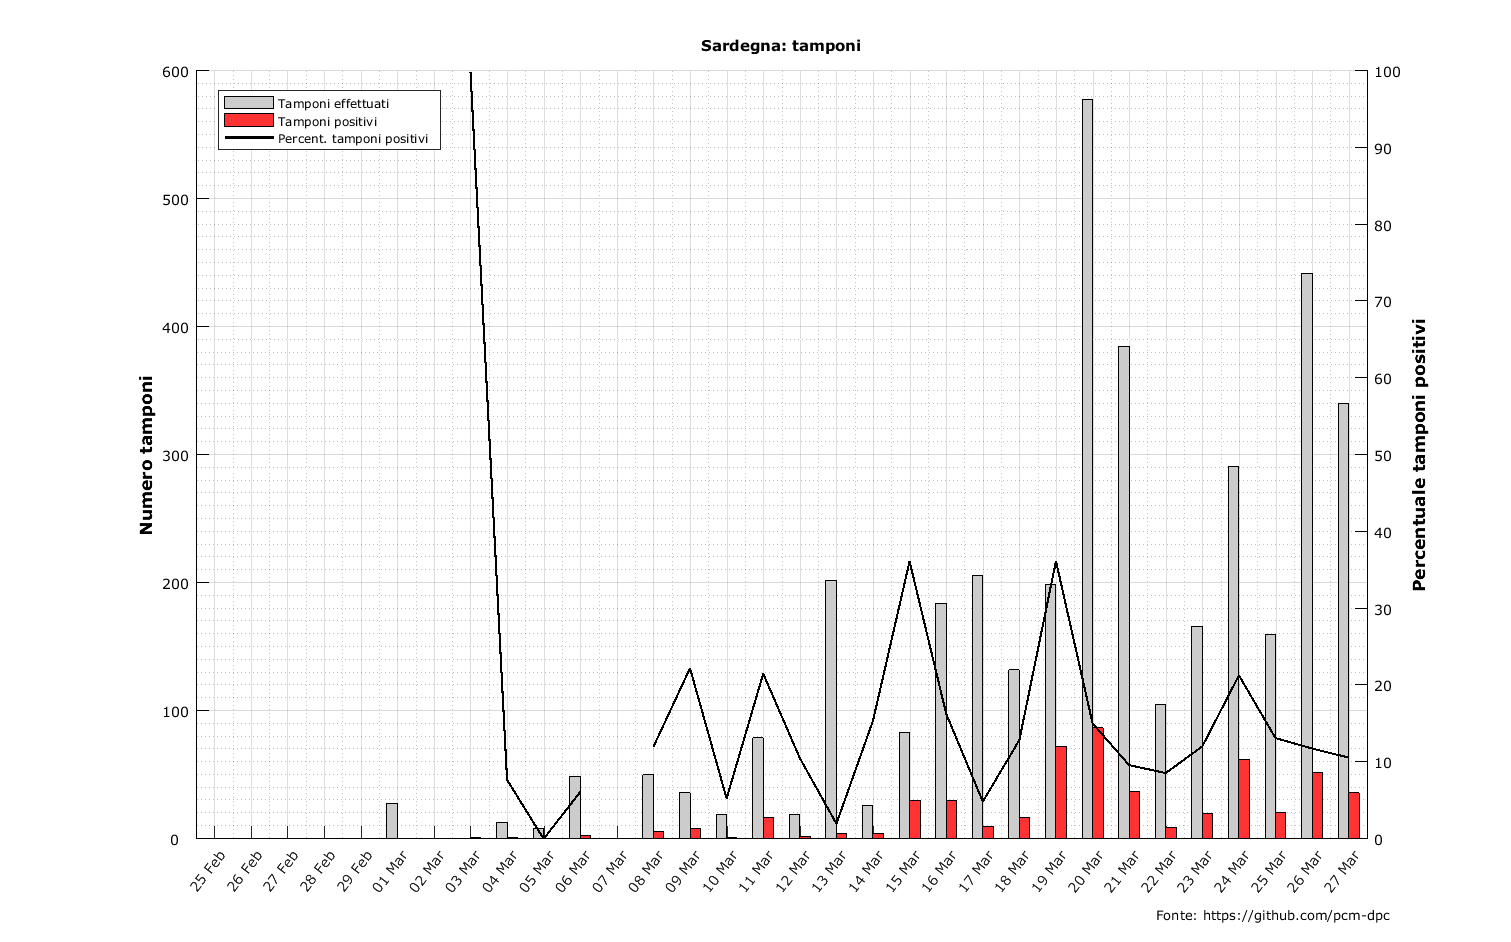 Sardegna: tamponi
Tamponi effettuati
Tamponi positivi
Percent. tamponi positivi
Numero tamponi
600
500
400
300
200
100
0
100
90
80
70
60
50
40
30
20
10
0
Percentuale tamponi positivi
25 Feb
26 Feb
27 Feb
28 Feb
29 Feb
01 Mar
02 Mar
03 Mar
04 Mar
05 Mar
06 Mar
07 Mar
08 Mar
09 Mar
10 Mar
11 Mar
12 Mar
13 Mar
14 Mar
15 Mar
16 Mar
17 Mar
18 Mar
19 Mar
20 Mar
21 Mar
22 Mar
23 Mar
24 Mar
25 Mar
26 Mar
27 Mar
Fonte: https://github.com/pcm-dpc